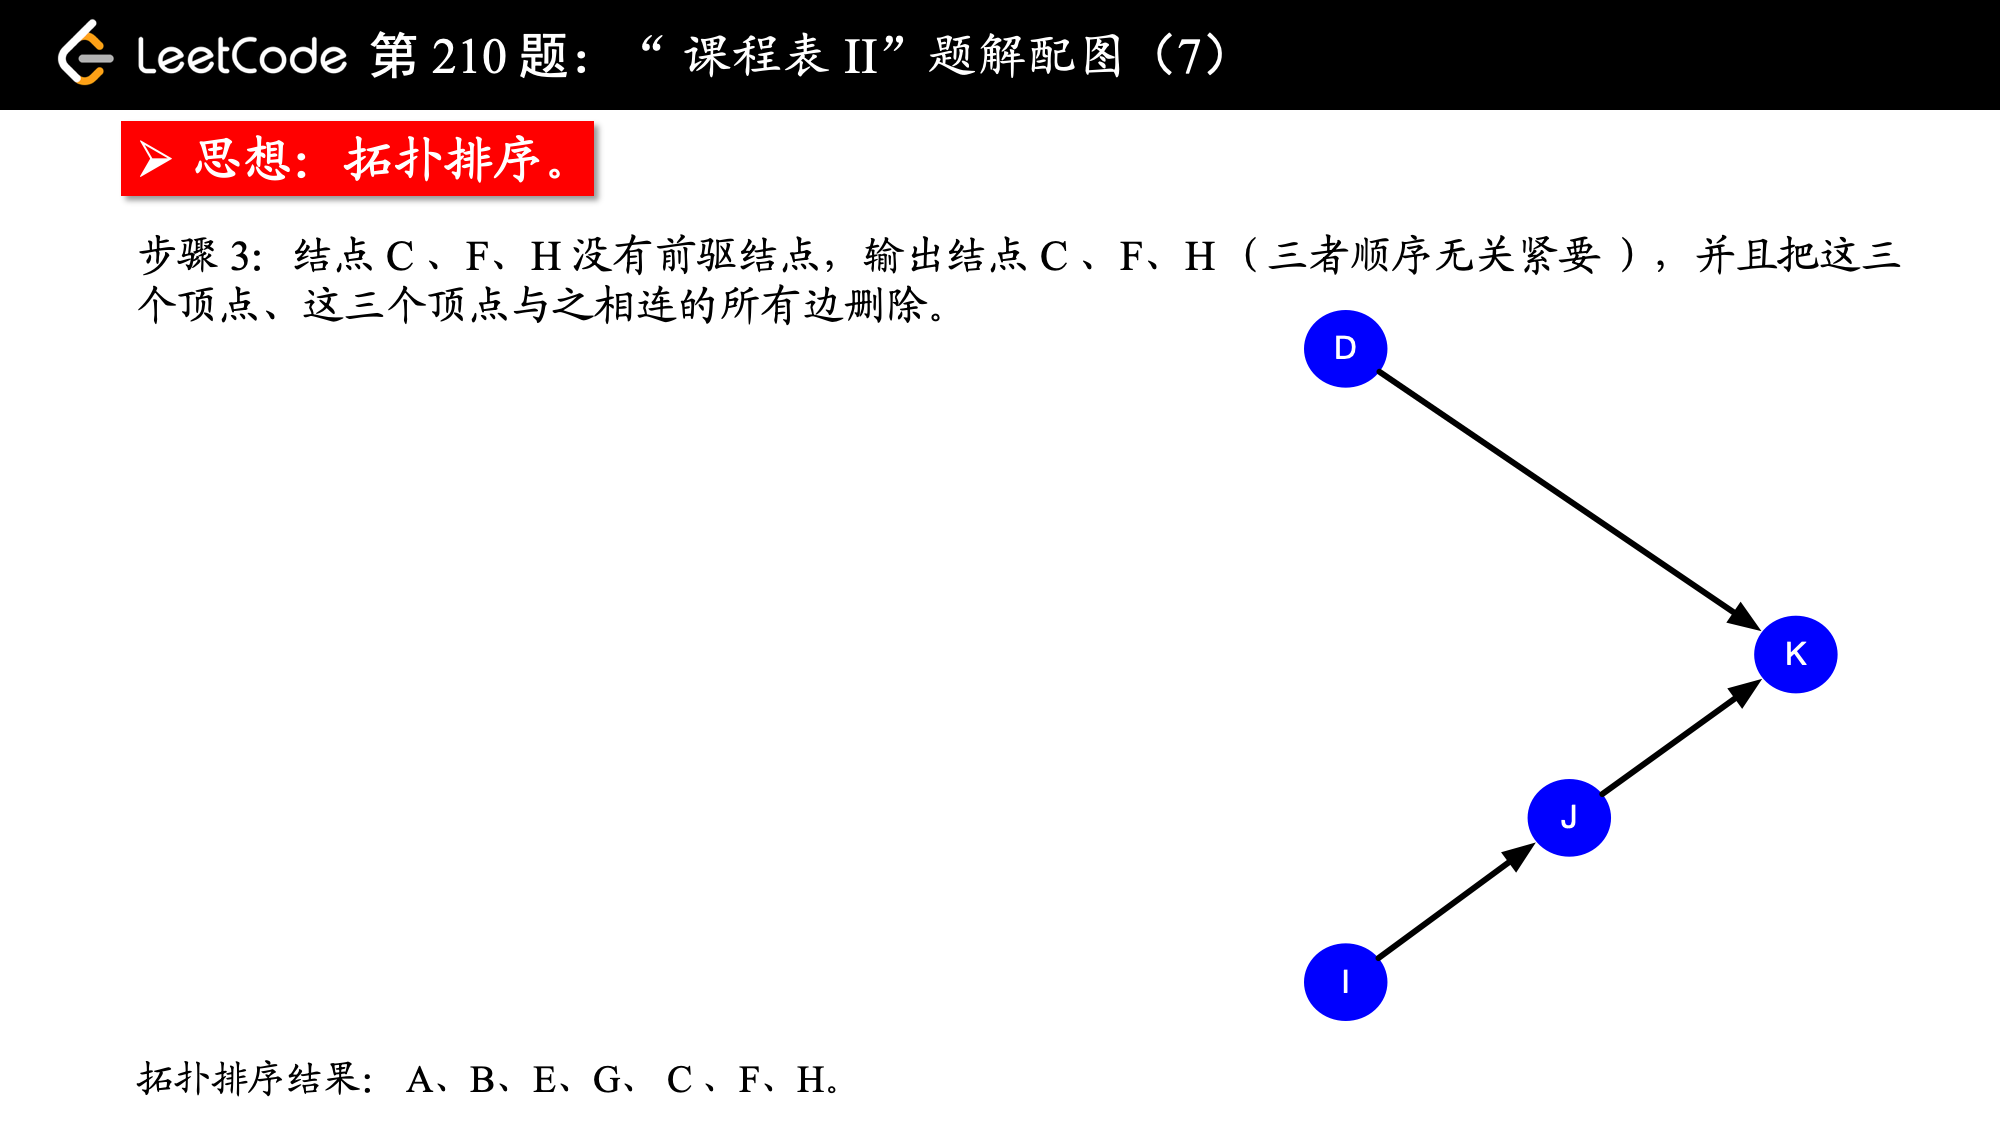 LeetCode 第 210 题：“ 课程表 II”题解配图（7）
➢ 思想：拓扑排序。
步骤 3：结点 C 、F、H 没有前驱结点，输出结点 C 、F、H（三者顺序无关紧要 ），并且把这三
个顶点、这三个顶点与之相连的所有边删除。
D
K
J
I
拓扑排序结果： A、B、E、G、 C 、F、H。